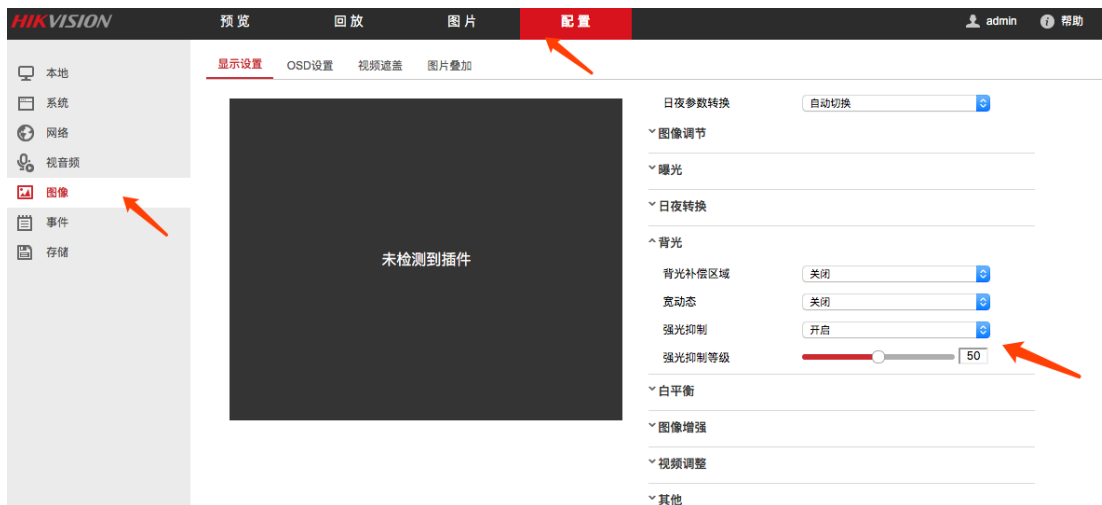 HIKVISION 预览 回放 图片 配置 admin 帮助
本地
系统
网络
视音频
图像
事件
存储
显示设置 OSD设置 视频遮盖 图片叠加
未检测到插件
日夜参数转换 自动切换
图像调节
曝光
日夜转换
背光
背光补偿区域 关闭
宽动态 关闭
强光抑制 开启
强光抑制等级 50
白平衡
图像增强
视频调整
其他